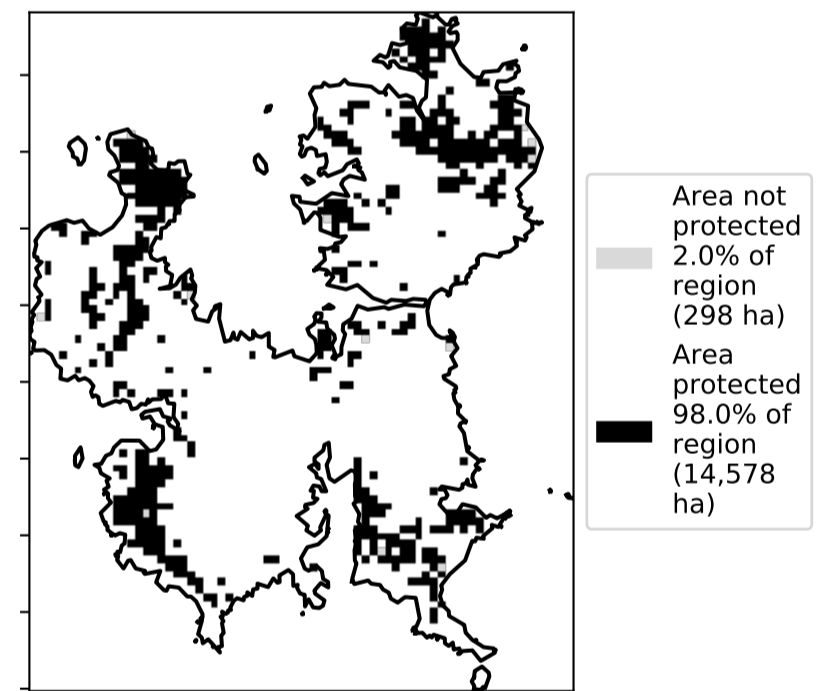 Area not
protected
2.0% of
region
(298 ha)
Area
protected
98.0% of
region
(14,578
ha)